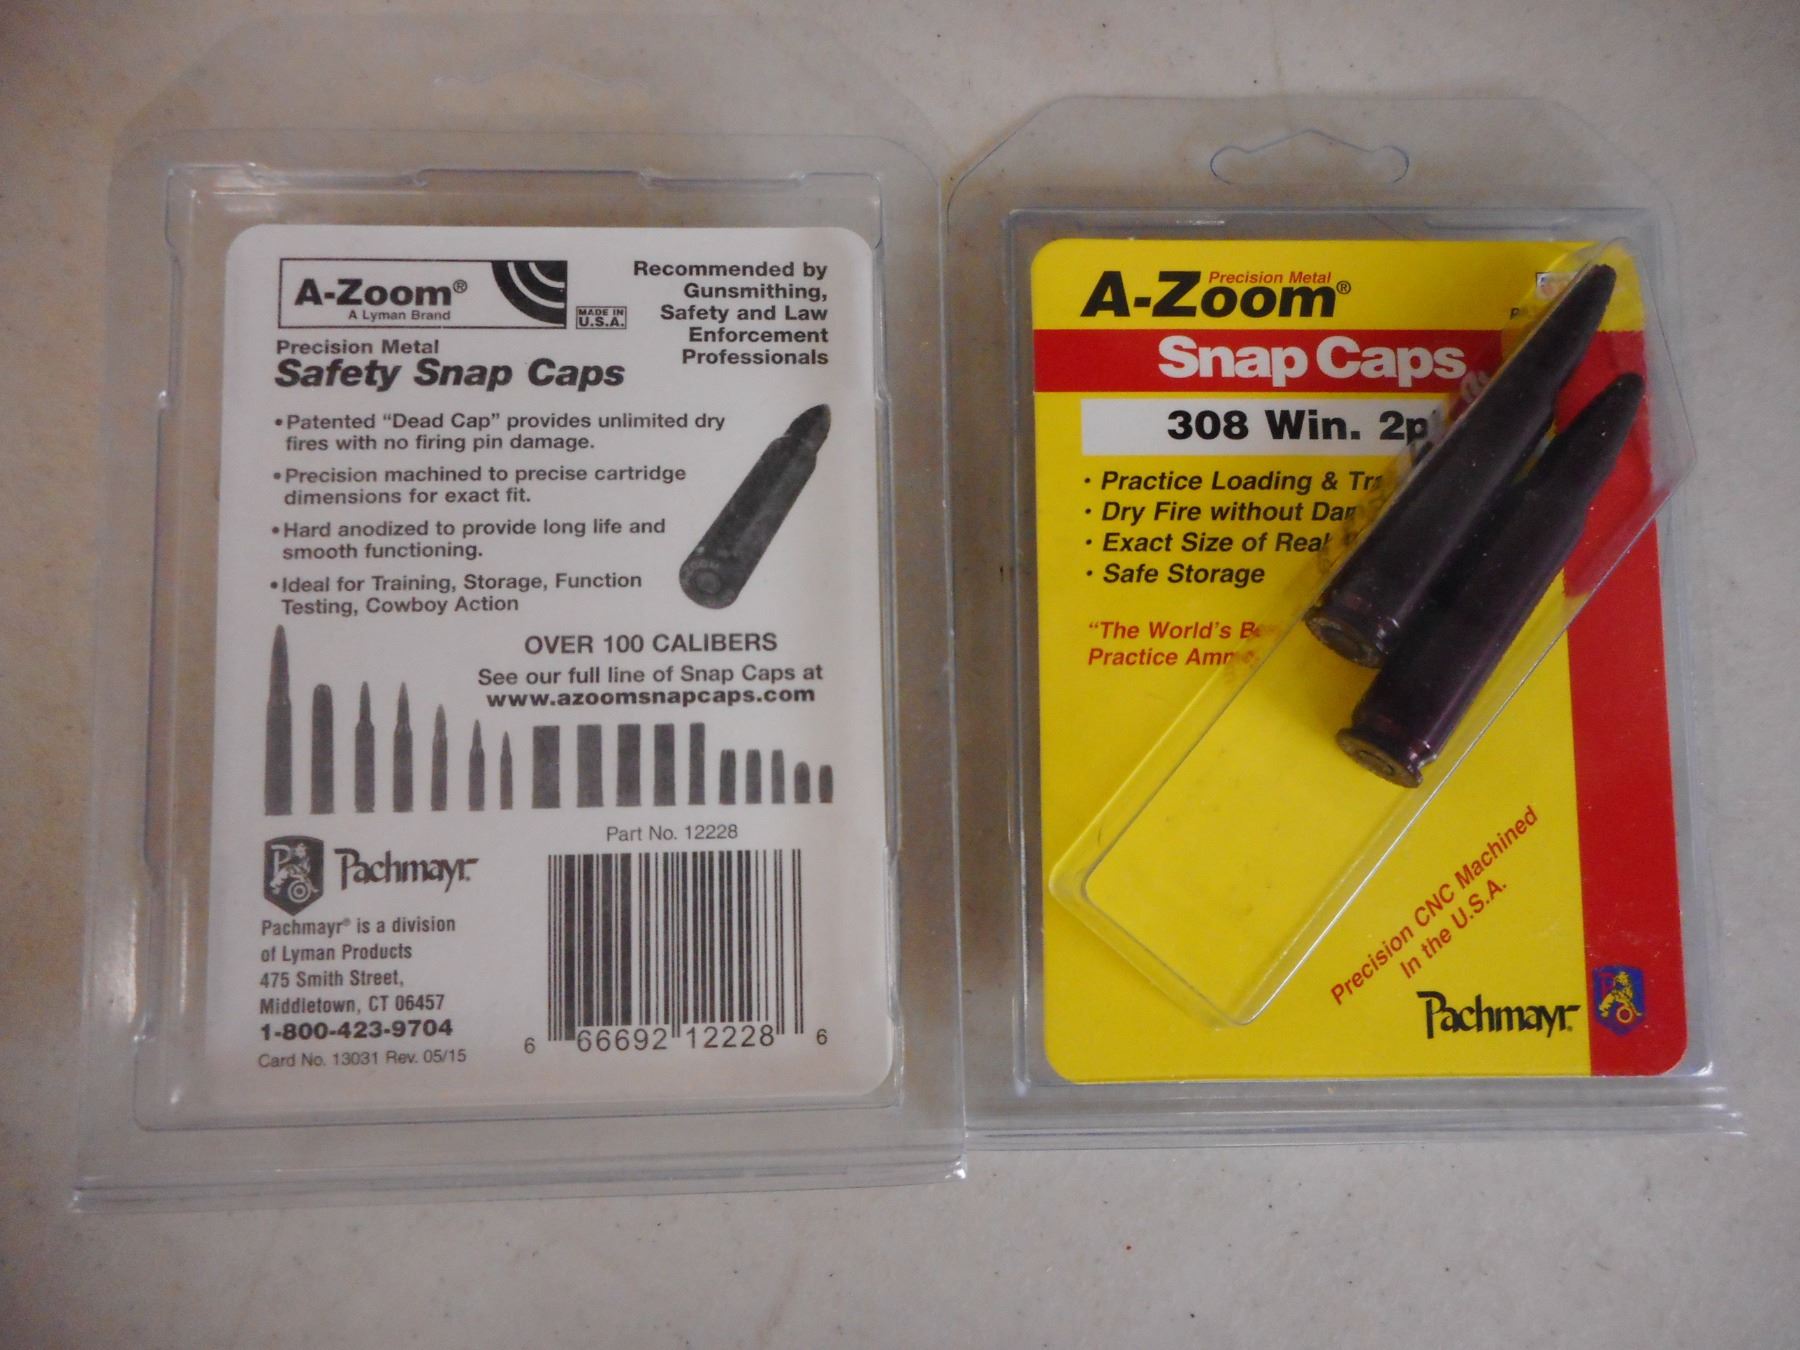 A-Zoom®
A Lyman Brand
MADE IN
U.S.A.
Recommended by
Gunsmithing,
Safety and Law
Enforcement
Professionals
Precision Metal
Safety Snap Caps
• Patented “Dead Cap” provides unlimited dry
fires with no firing pin damage.
• Precision machined to precise cartridge
dimensions for exact fit.
• Hard anodized to provide long life and
smooth functioning.
• Ideal for Training, Storage, Function
Testing, Cowboy Action
OVER 100 CALIBERS
See our full line of Snap Caps at
www.azoomsnapcaps.com
Part No. 12228
Pachmayr
Pachmayr® is a division
of Lyman Products
475 Smith Street,
Middletown, CT 06457
1-800-423-9704
Card No. 13031 Rev. 05/15
6 66692 12228 6
Precision Metal
A-Zoom®
Snap Caps
308 Win.
• Practice Loading &
• Dry Fire without
• Exact Size of Real
• Safe Storage
“The World’s
Practice
Precision CNC Machined
In the U.S.A.
Pachmayr